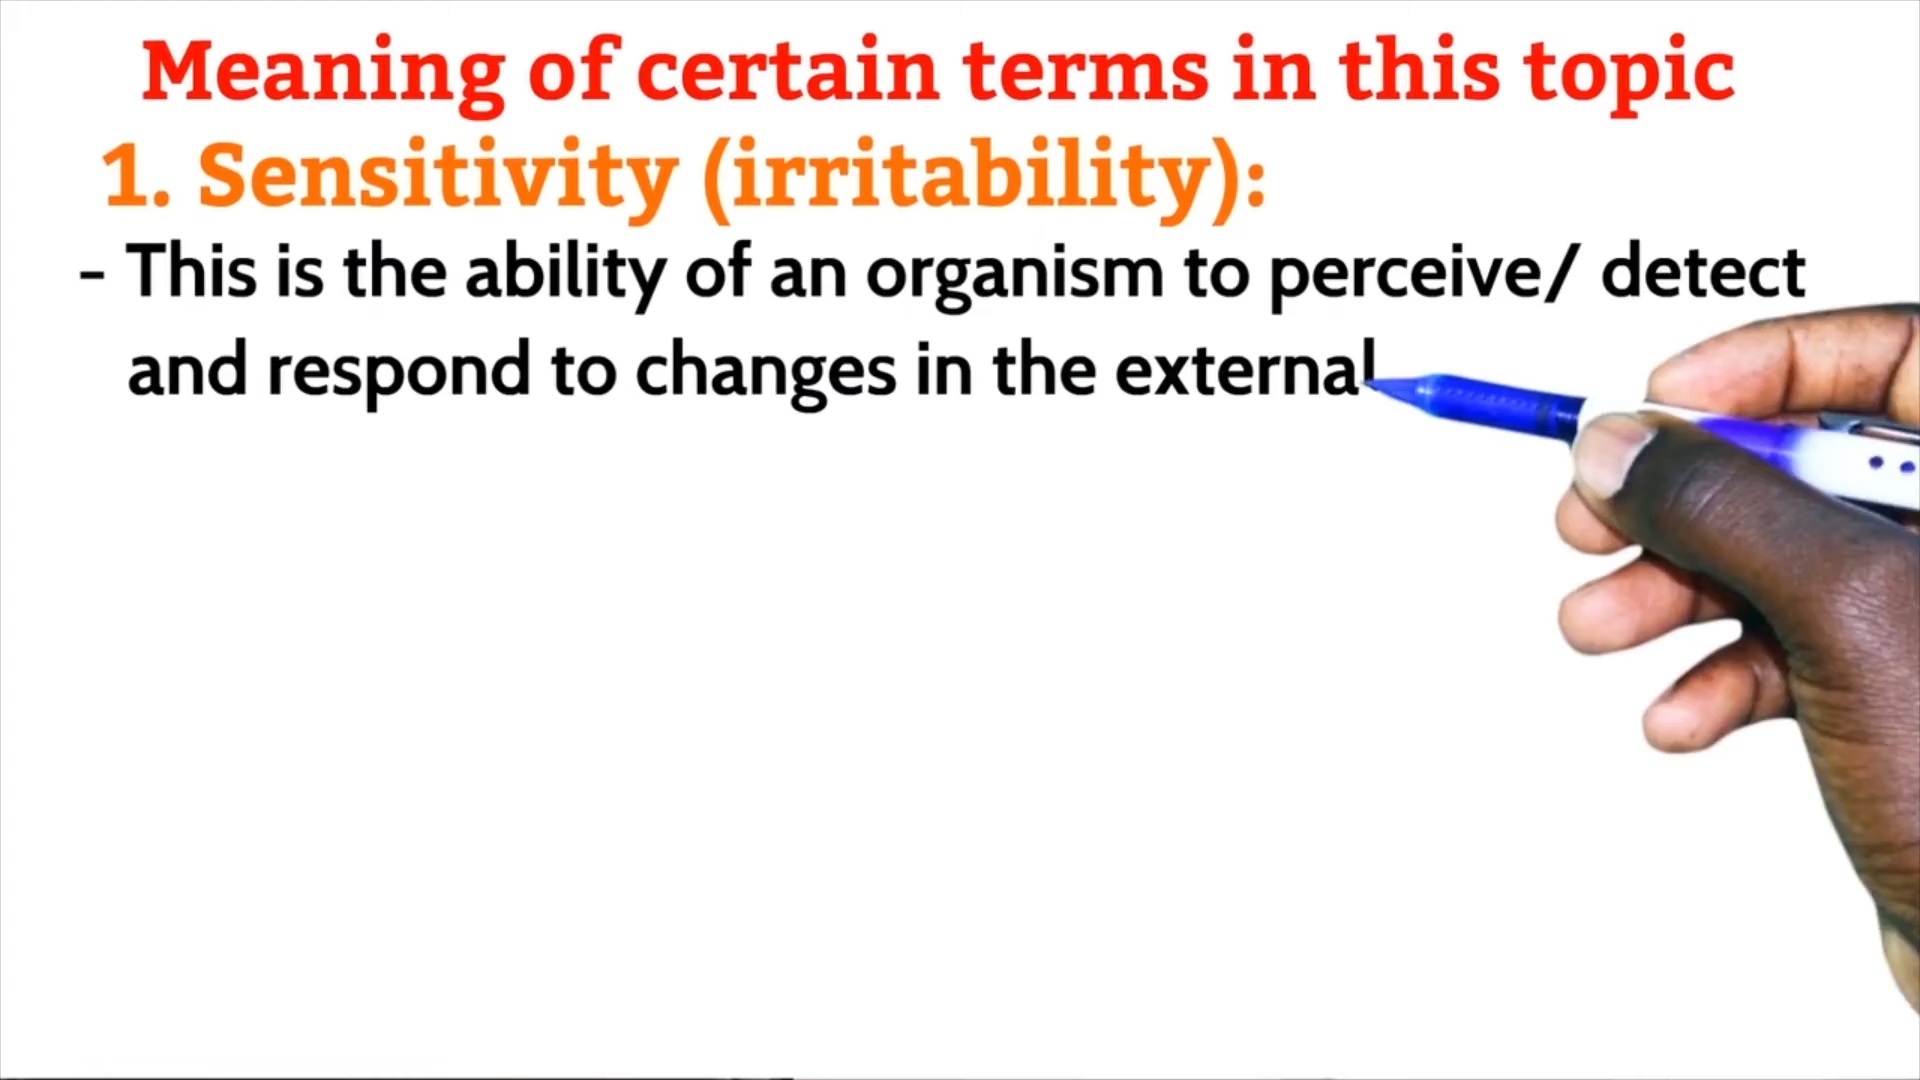 Meaning of certain terms in this topic
1. Sensitivity (irritability):
- This is the ability of an organism to perceive/ detect
and respond to changes in the external